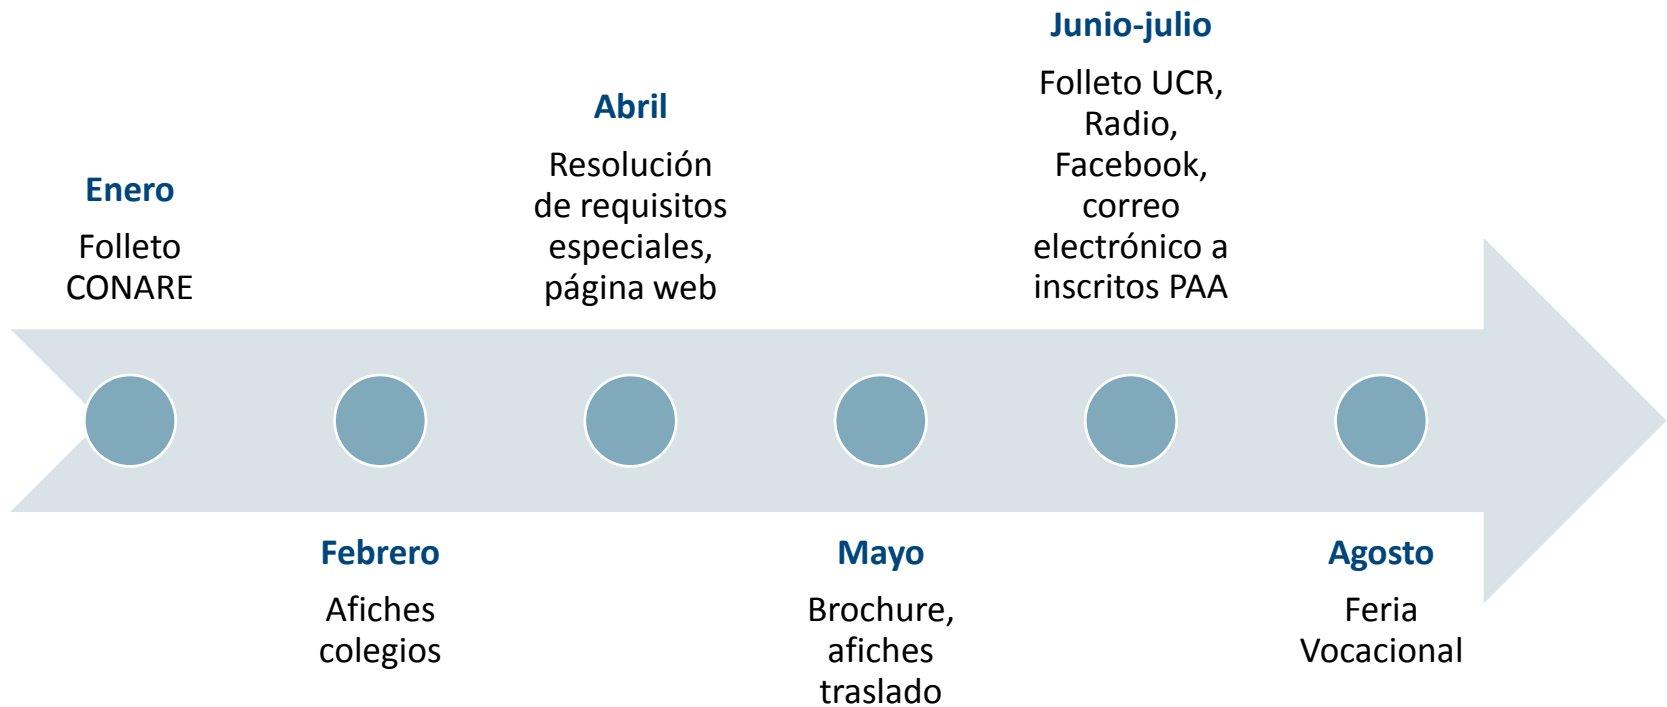 Enero
Folleto
CONARE
Febrero
Afiches
colegios
Abril
Resolución
de requisitos
especiales,
página web
Mayo
Brochure,
afiches
traslado
Junio-julio
Folleto UCR,
Radio,
Facebook,
correo
electrónico a
inscritos PAA
Agosto
Feria
Vocacional